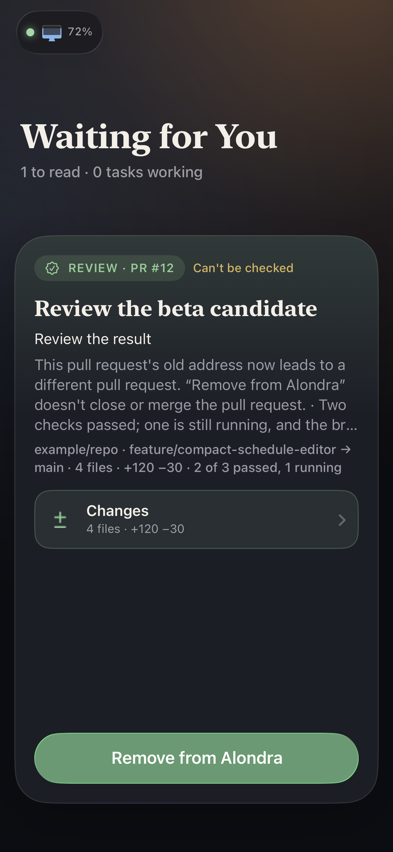 72%
Waiting for You
1 to read · 0 tasks working
REVIEW · PR #12 Can't be checked
Review the beta candidate
Review the result
This pull request's old address now leads to a
different pull request. “Remove from Alondra”
doesn't close or merge the pull request. · Two
checks passed; one is still running, and the br…
example/repo · feature/compact-schedule-editor →
main · 4 files · +120 −30 · 2 of 3 passed, 1 running
Changes
4 files · +120 −30
Remove from Alondra